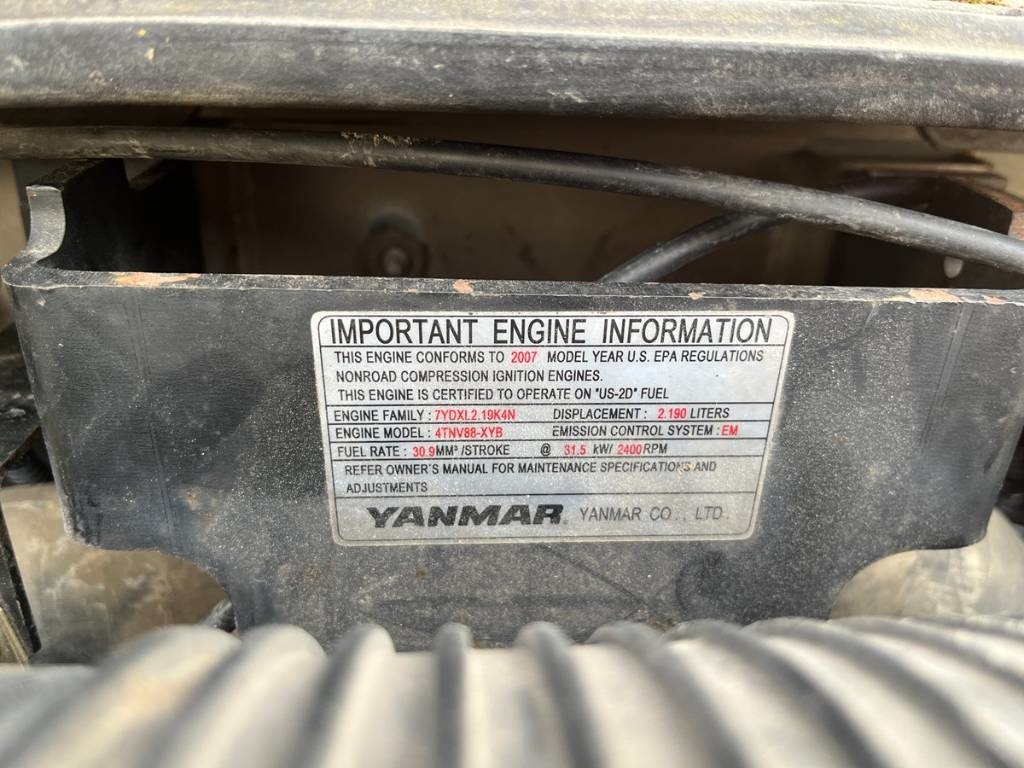 IMPORTANT ENGINE INFORMATION
THIS ENGINE CONFORMS TO 2007 MODEL YEAR U.S. EPA REGULATIONS
NONROAD COMPRESSION IGNITION ENGINES.
THIS ENGINE IS CERTIFIED TO OPERATE ON "US-2D" FUEL
ENGINE FAMILY : 7YDXL2.19K4N DISPLACEMENT : 2.190 LITERS
ENGINE MODEL : 4TNV88-XYB EMISSION CONTROL SYSTEM : EM
FUEL RATE : 30.9 MM³ /STROKE @ 31.5 kW/ 2400 RPM
REFER OWNER'S MANUAL FOR MAINTENANCE SPECIFICATIONS AND
ADJUSTMENTS
YANMAR YANMAR CO., LTD.